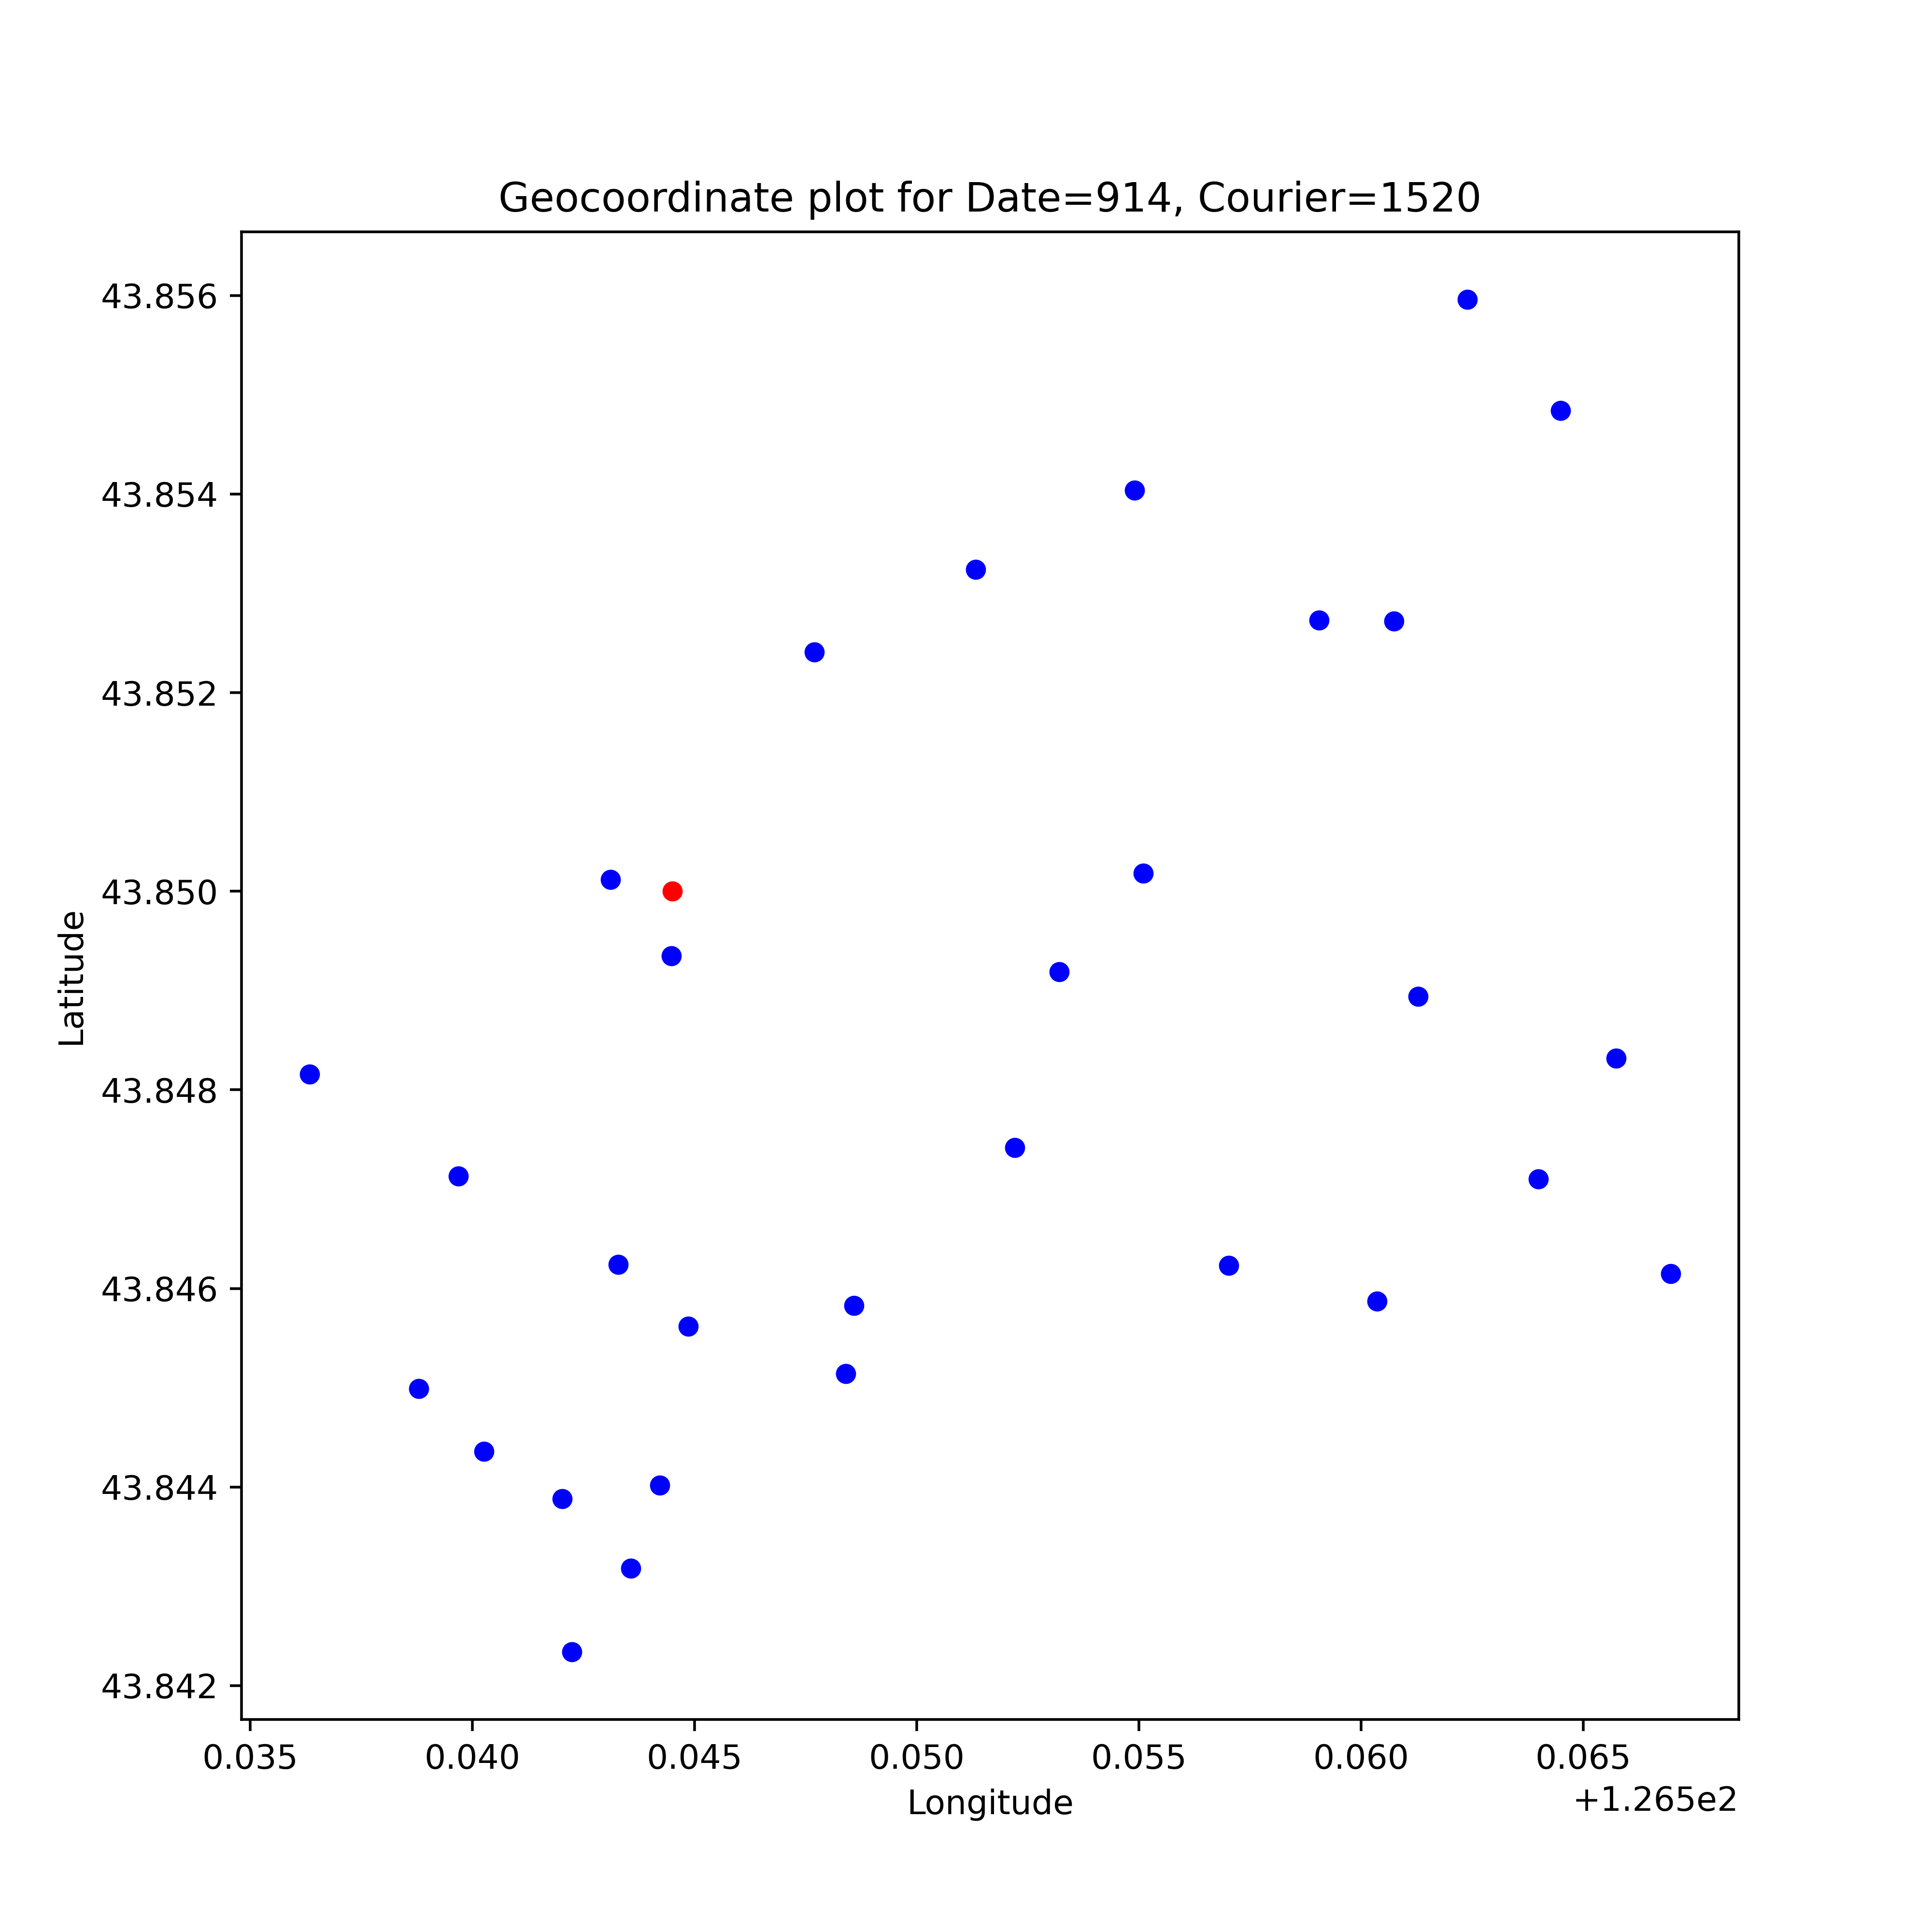 Geocoordinate plot for Date=914, Courier=1520
43.856
43.854
43.852
43.850
43.848
43.846
43.844
43.842
Latitude
0.035 0.040 0.045 0.050 0.055 0.060 0.065
+1.265e2
Longitude